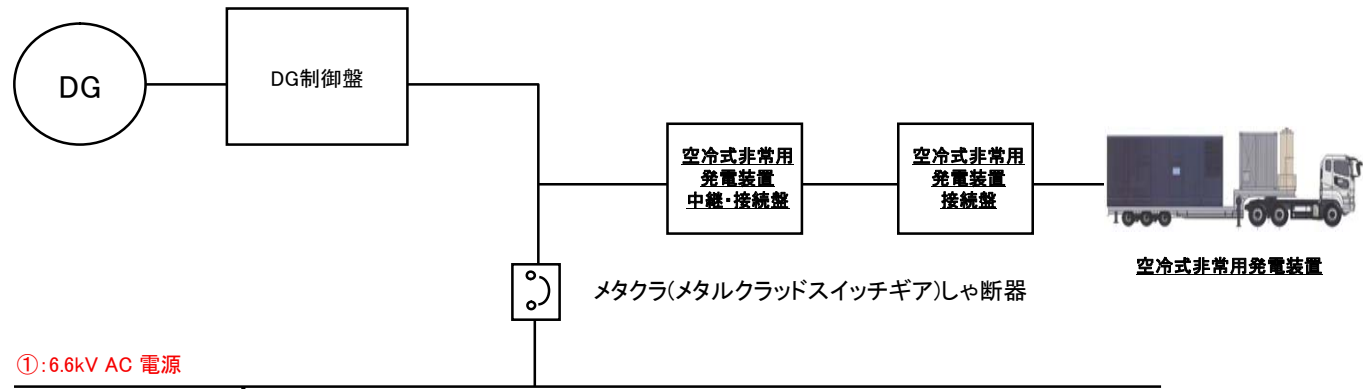 DG
DG制御盤
空冷式非常用
発電装置
中継・接続盤
空冷式非常用
発電装置
接続盤
空冷式非常用発電装置
メタクラ(メタルクラッドスイッチギア)しゃ断器
①:6.6kV AC 電源